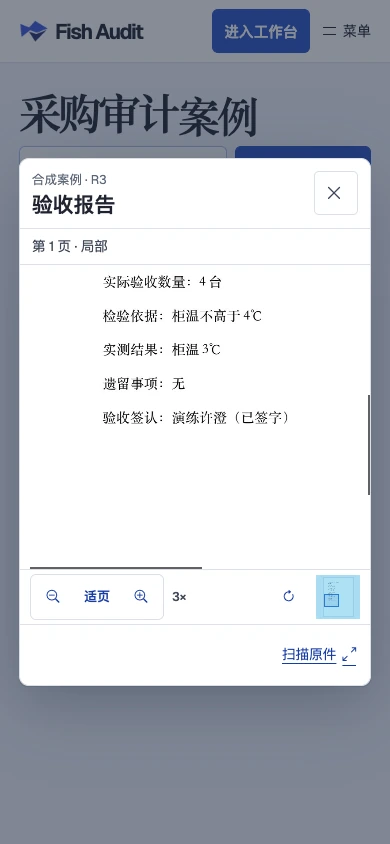 Fish Audit
进入工作台
菜单
采购审计案例
合成案例 · R3
验收报告
第 1 页 · 局部
实际验收数量：4 台
检验依据：柜温不高于 4℃
实测结果：柜温 3℃
遗留事项：无
验收签认：演练许澄（已签字）
适页
3×
扫描原件